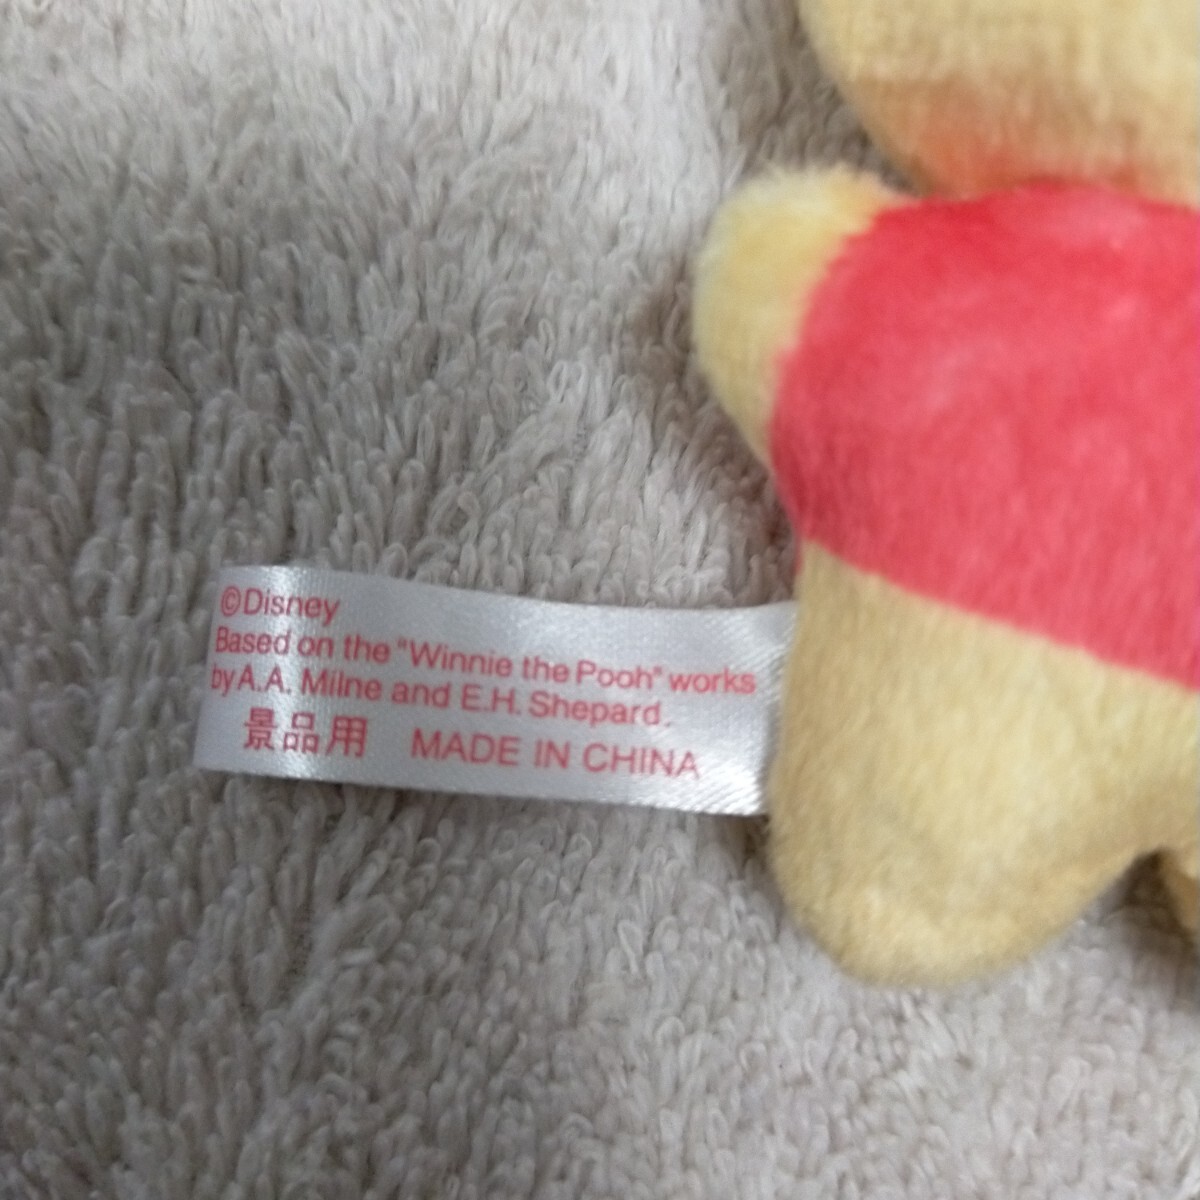 ©Disney
Based on the "Winnie the Pooh" works
by A.A. Milne and E.H. Shepard.
景品用 MADE IN CHINA